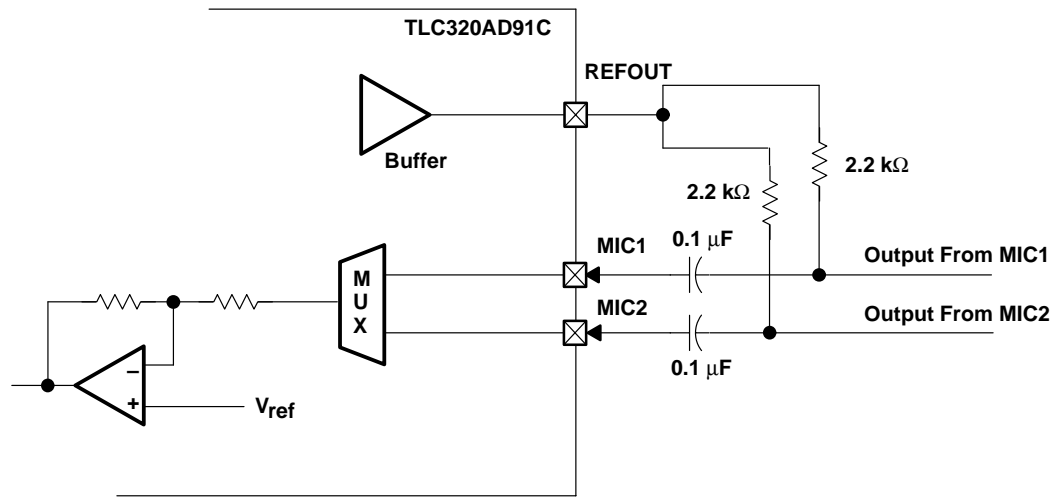 TLC320AD91C
REFOUT
Buffer
2.2 kΩ
2.2 kΩ
MIC1
0.1 μF
Output From MIC1
M
U
X
MIC2
Output From MIC2
0.1 μF
–
+
Vref